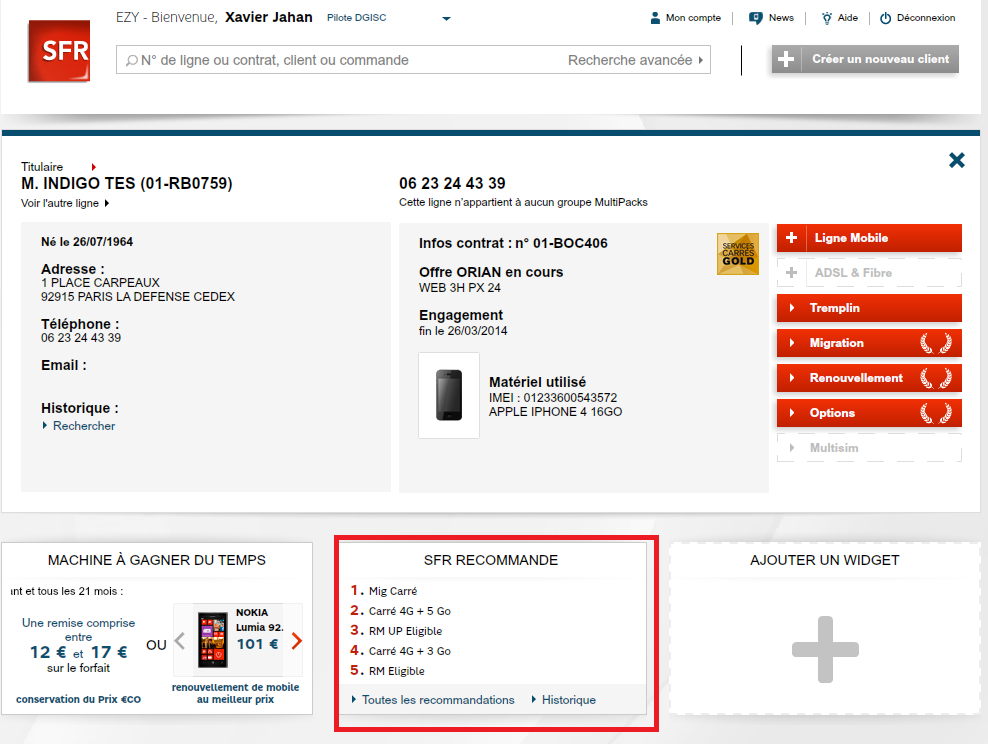 EZY - Bienvenue, Xavier Jahan Pilote DGISC
Mon compte News Aide Déconnexion
SFR
N° de ligne ou contrat, client ou commande Recherche avancée
Créer un nouveau client
Titulaire
M. INDIGO TES (01-RB0759)
Voir l'autre ligne
06 23 24 43 39
Cette ligne n'appartient à aucun groupe MultiPacks
Né le 26/07/1964
Adresse :
1 PLACE CARPEAUX
92915 PARIS LA DEFENSE CEDEX
Téléphone :
06 23 24 43 39
Email :
Historique :
Rechercher
Infos contrat : n° 01-BOC406
SERVICES
CARRÉS
GOLD
Offre ORIAN en cours
WEB 3H PX 24
Engagement
fin le 26/03/2014
Matériel utilisé
IMEI : 01233600543572
APPLE IPHONE 4 16GO
Ligne Mobile
ADSL & Fibre
Tremplin
Migration
Renouvellement
Options
Multisim
MACHINE À GAGNER DU TEMPS
ant et tous les 21 mois :
Une remise comprise
entre
12 € et 17 €
sur le forfait
conservation du Prix €CO
OU
NOKIA
Lumia 92.
101 €
renouvellement de mobile
au meilleur prix
SFR RECOMMANDE
1. Mig Carré
2. Carré 4G + 5 Go
3. RM UP Eligible
4. Carré 4G + 3 Go
5. RM Eligible
Toutes les recommandations Historique
AJOUTER UN WIDGET